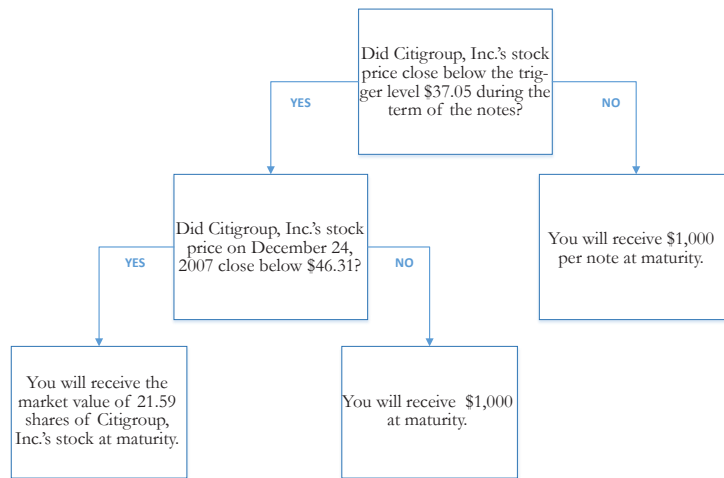 Did Citigroup, Inc.'s stock
price close below the trig-
ger level $37.05 during the
term of the notes?
YES
NO
Did Citigroup, Inc.'s stock
price on December 24,
2007 close below $46.31?
You will receive $1,000
per note at maturity.
YES
NO
You will receive the
market value of 21.59
shares of Citigroup,
Inc.'s stock at maturity.
You will receive $1,000
at maturity.